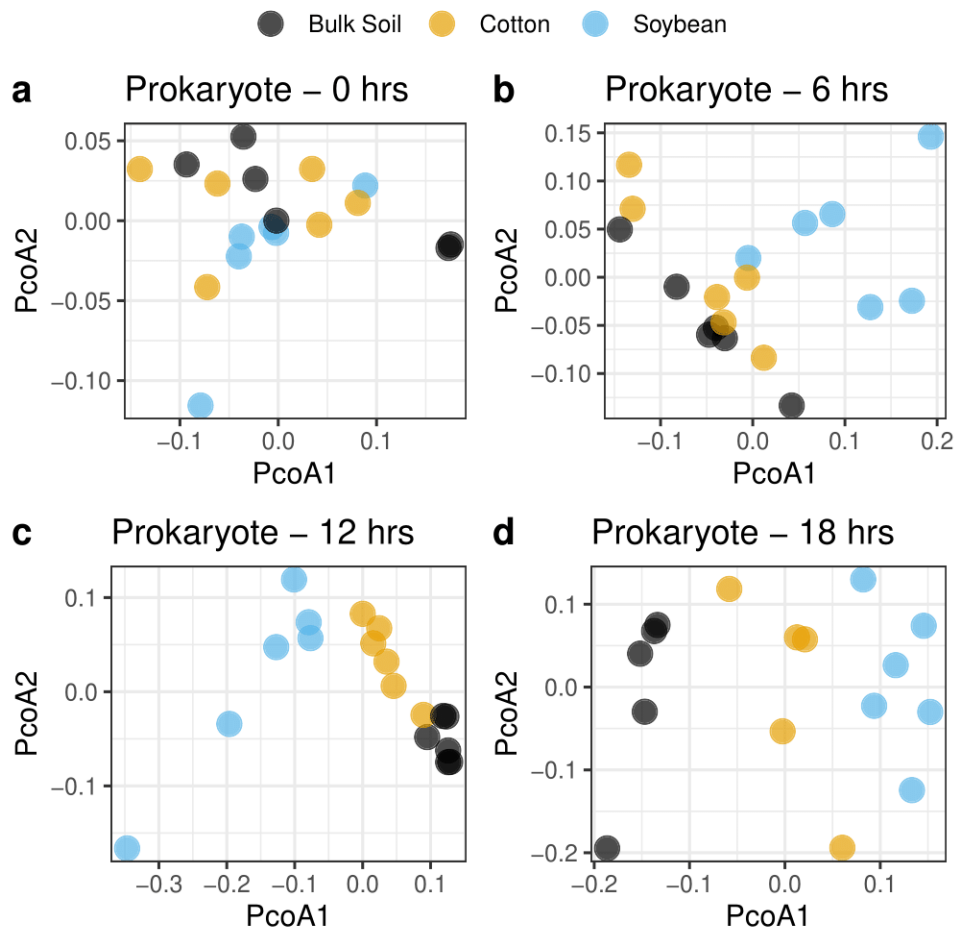 Bulk Soil Cotton Soybean
a Prokaryote − 0 hrs
PcoA2
0.05
0.00
−0.05
−0.10
−0.1 0.0 0.1
PcoA1
b Prokaryote − 6 hrs
PcoA2
0.15
0.10
0.05
0.00
−0.05
−0.10
−0.1 0.0 0.1 0.2
PcoA1
c Prokaryote − 12 hrs
PcoA2
0.1
0.0
−0.1
−0.3 −0.2 −0.1 0.0 0.1
PcoA1
d Prokaryote − 18 hrs
PcoA2
0.1
0.0
−0.1
−0.2
−0.2 −0.1 0.0 0.1
PcoA1